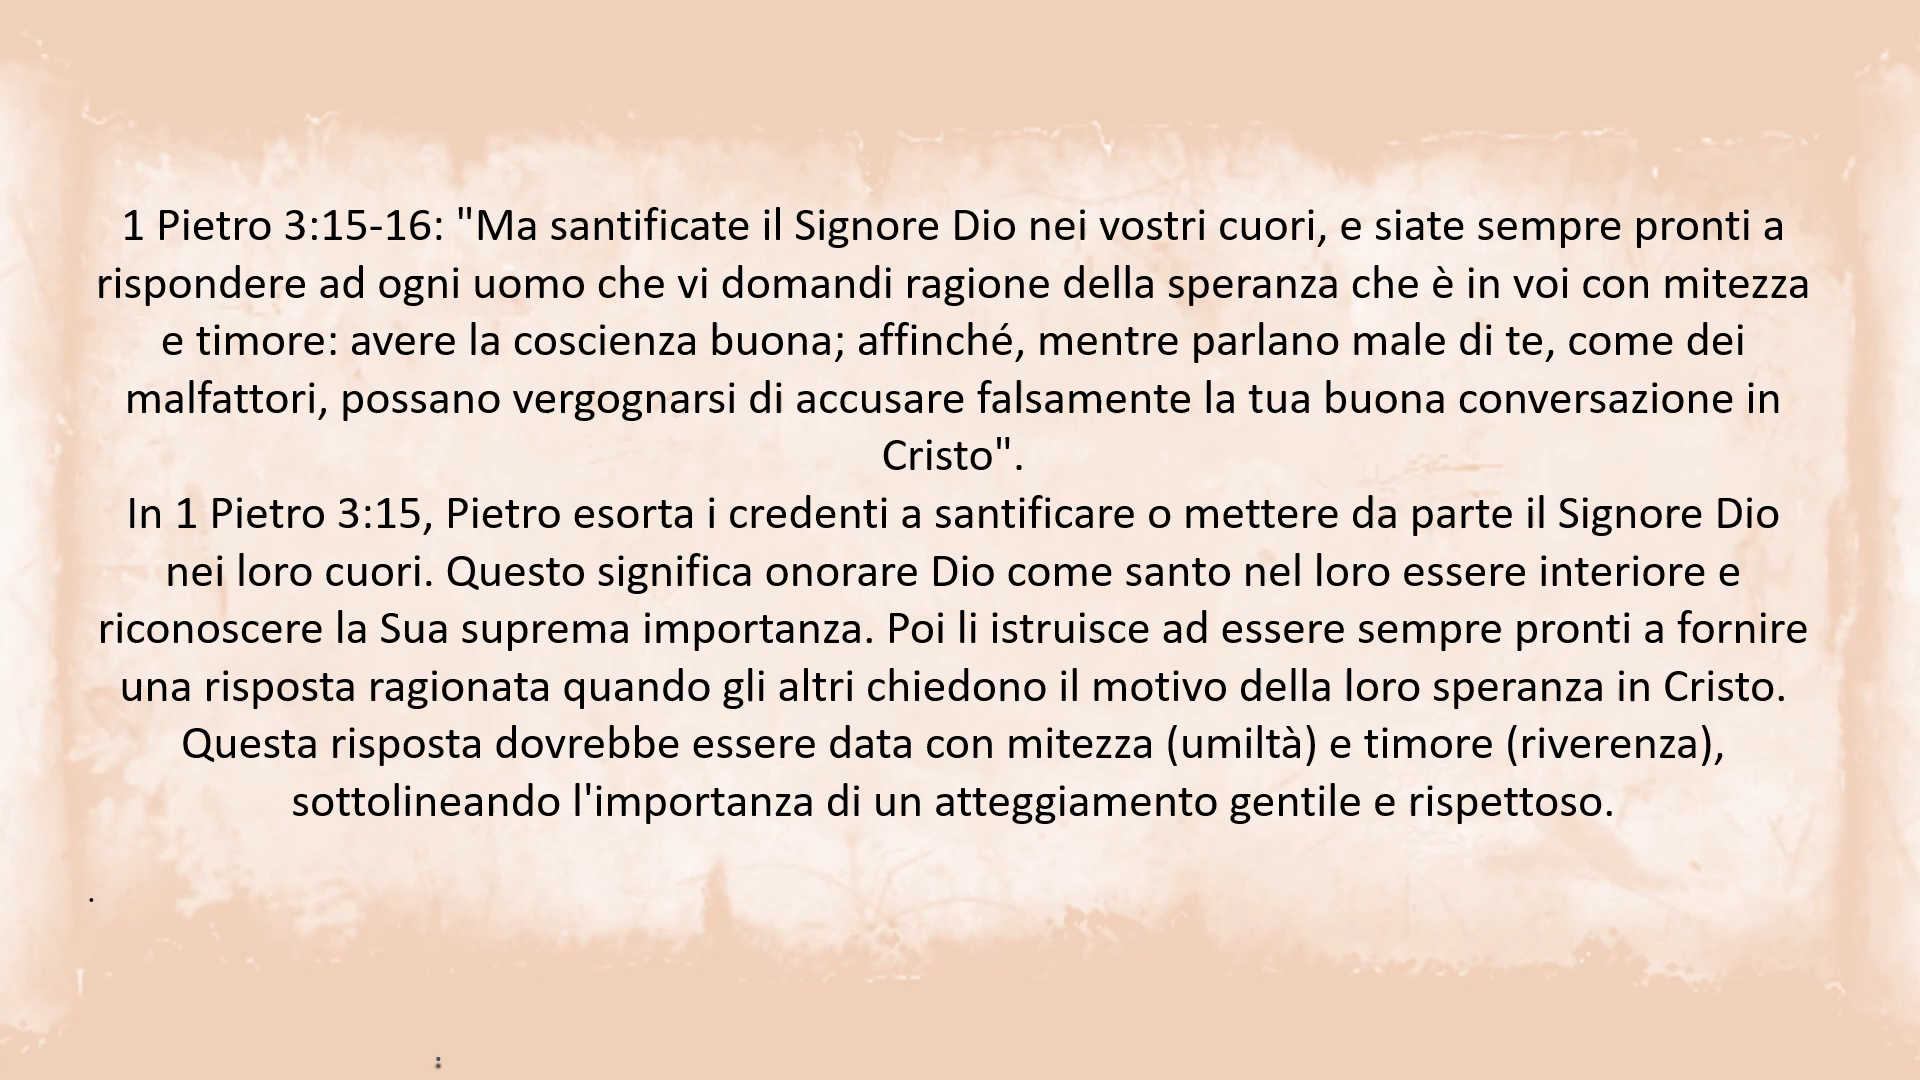 1 Pietro 3:15-16: "Ma santificate il Signore Dio nei vostri cuori, e siate sempre pronti a
rispondere ad ogni uomo che vi domandi ragione della speranza che è in voi con mitezza
e timore: avere la coscienza buona; affinché, mentre parlano male di te, come dei
malfattori, possano vergognarsi di accusare falsamente la tua buona conversazione in
Cristo".
In 1 Pietro 3:15, Pietro esorta i credenti a santificare o mettere da parte il Signore Dio
nei loro cuori. Questo significa onorare Dio come santo nel loro essere interiore e
riconoscere la Sua suprema importanza. Poi li istruisce ad essere sempre pronti a fornire
una risposta ragionata quando gli altri chiedono il motivo della loro speranza in Cristo.
Questa risposta dovrebbe essere data con mitezza (umiltà) e timore (riverenza),
sottolineando l'importanza di un atteggiamento gentile e rispettoso.
.
: